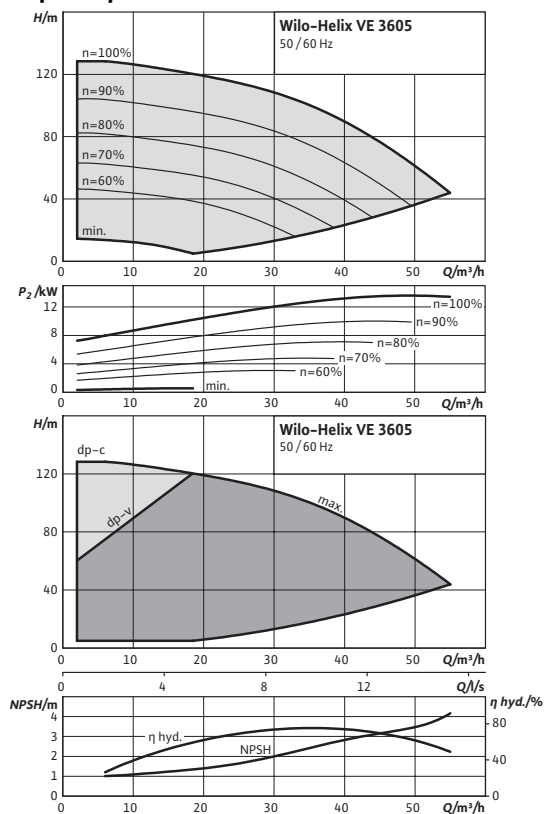 H/m
Wilo-Helix VE 3605
50 / 60 Hz
n=100%
120
n=90%
80
n=80%
n=70%
40
n=60%
min.
0
0 10 20 30 40 50 Q/m³/h
P₂ /kW
12
n=100%
8
n=90%
n=80%
4
n=70%
n=60%
0
min.
0 10 20 30 40 50 Q/m³/h
H/m
Wilo-Helix VE 3605
50 / 60 Hz
dp-c
120
max.
dp-v
80
40
0
0 10 20 30 40 50 Q/m³/h
0 4 8 12 Q/l/s
NPSH/m
η hyd./%
4
80
3
η hyd.
NPSH
2
40
1
0
0
0 10 20 30 40 50 Q/m³/h